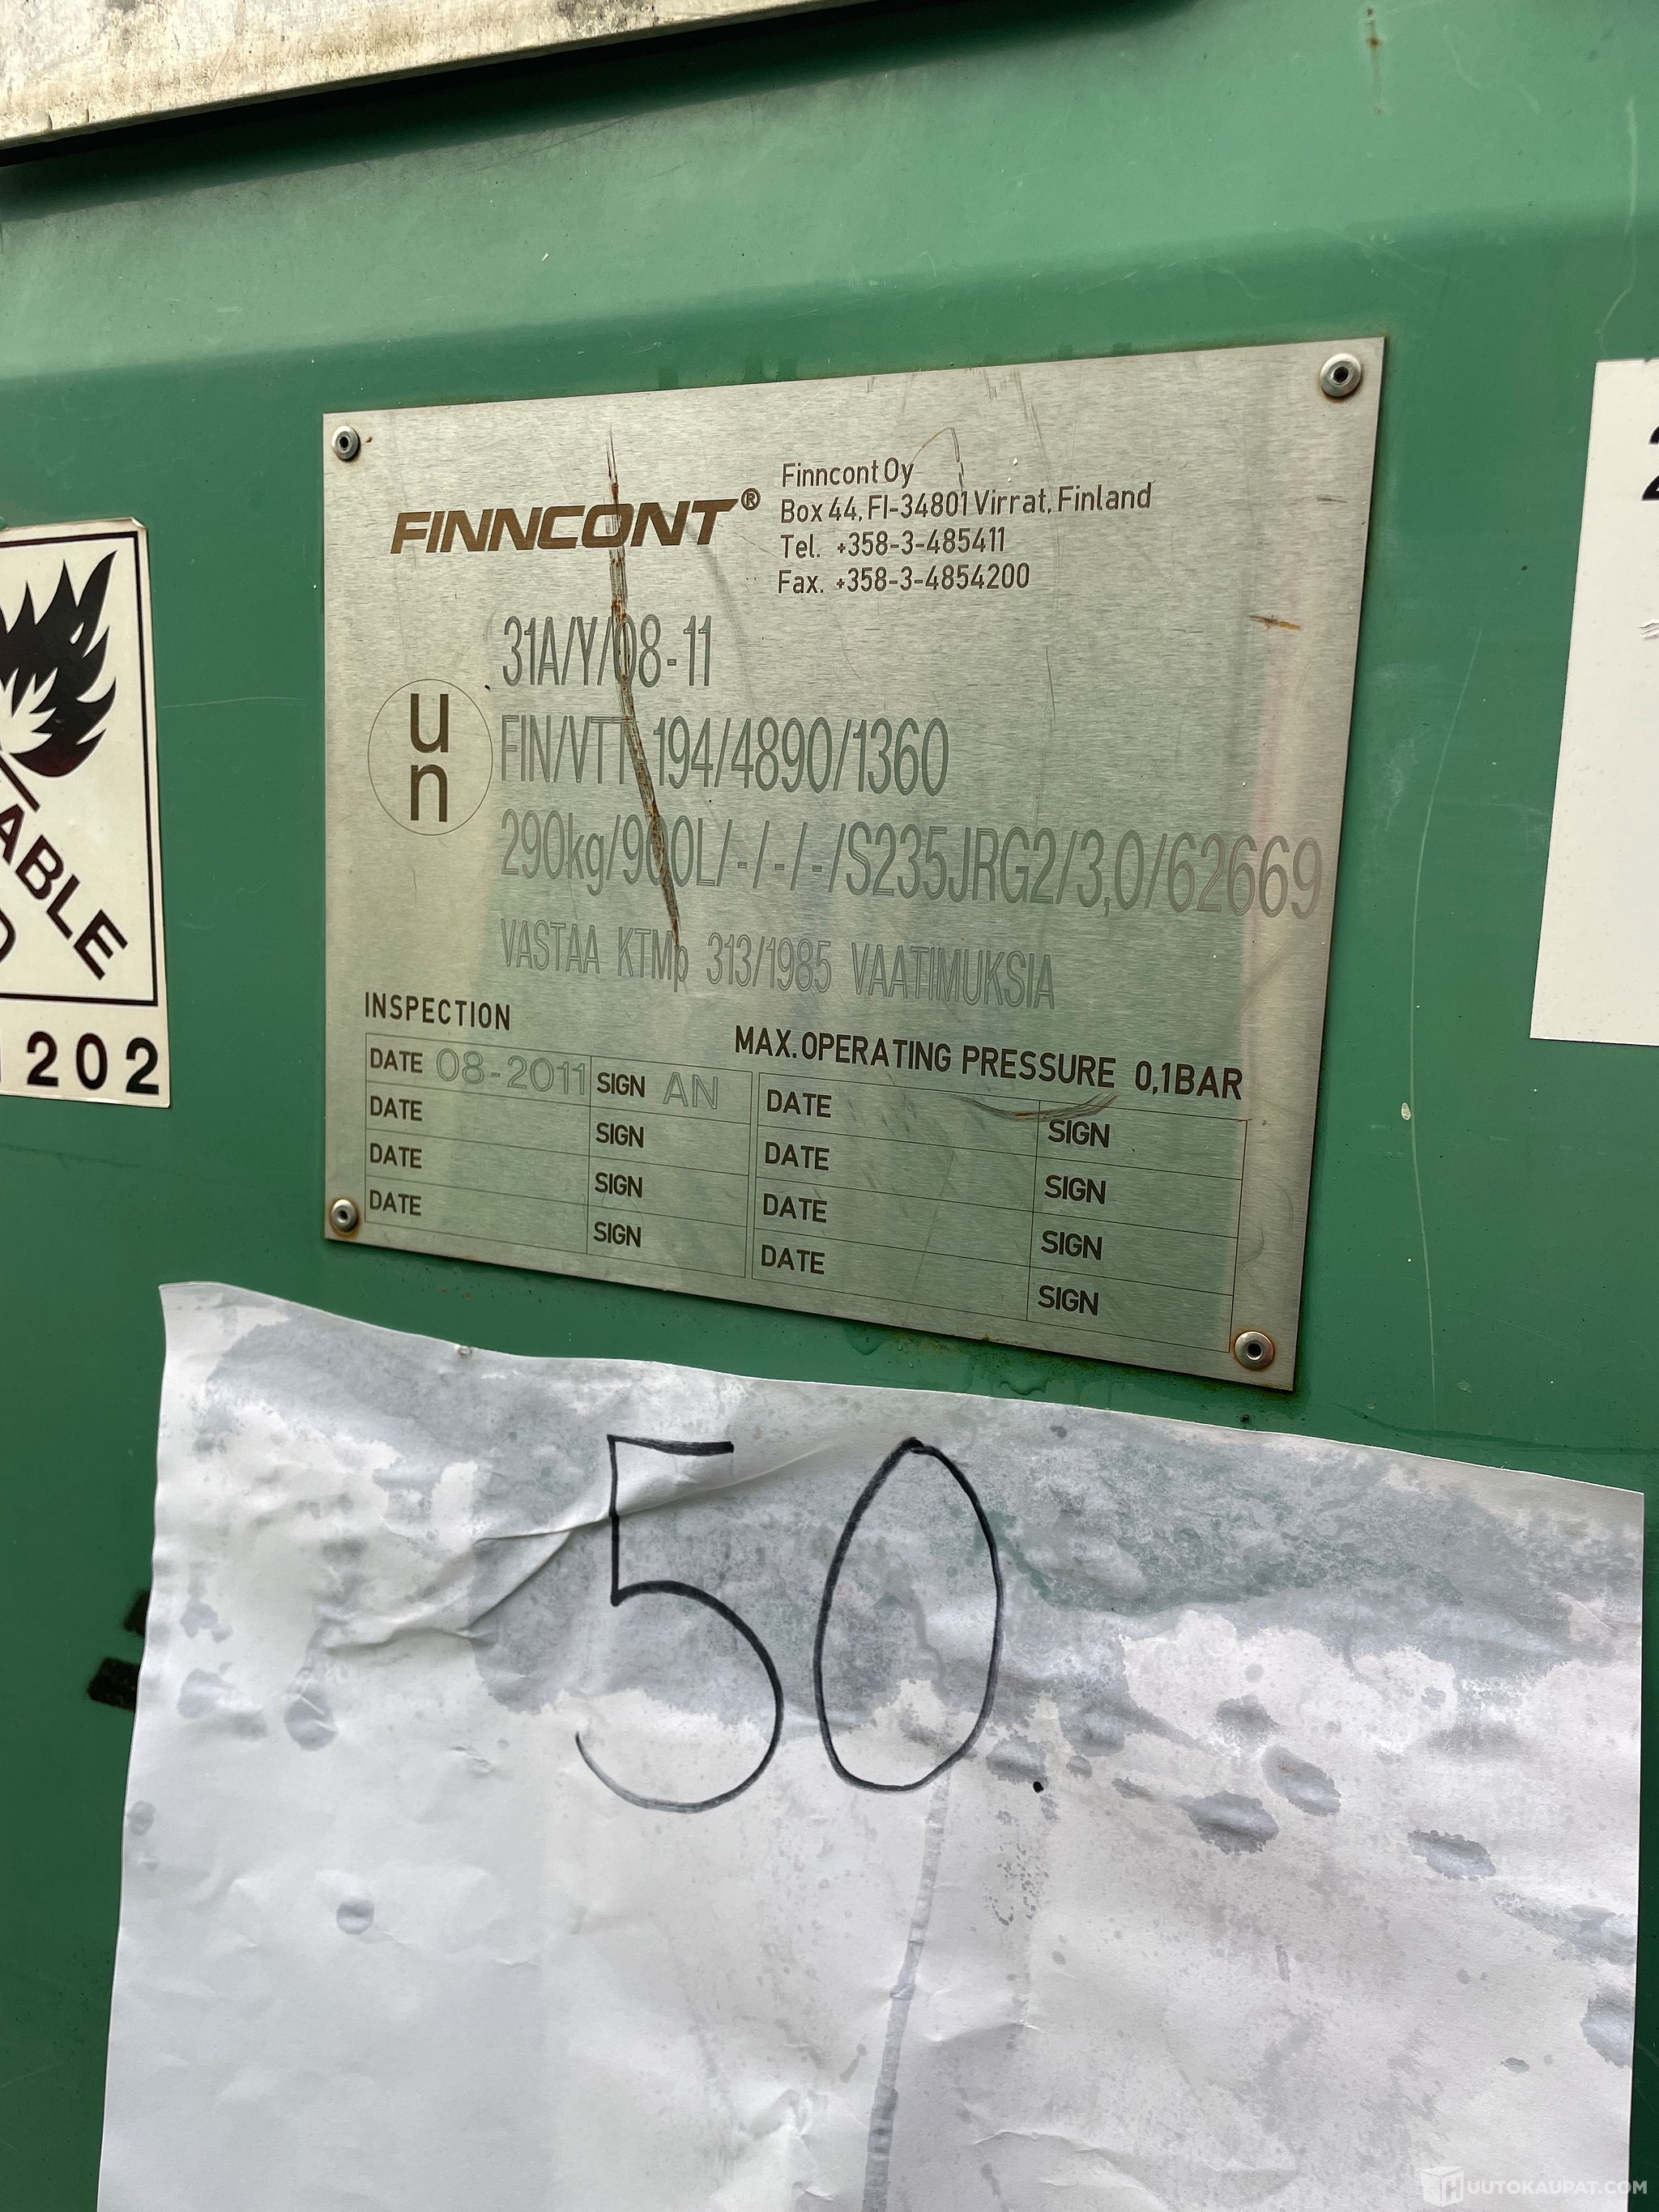 FINNCONT®
Finncont Oy
Box 44, FI-34801 Virrat, Finland
Tel. +358-3-485411
Fax. +358-3-4854200
un
31A/Y/08-11
FIN/VTT 194/4890/1360
290kg/900L/-/-/-/S235JRG2/3,0/62669
VASTAA KTMp 313/1985 VAATIMUKSIA
INSPECTION
MAX. OPERATING PRESSURE 0,1BAR
DATE 08-2011 SIGN AN DATE SIGN
DATE SIGN DATE SIGN
DATE SIGN DATE SIGN
DATE SIGN DATE SIGN
ABLE
202
50.
HUUTOKAUPAT.COM